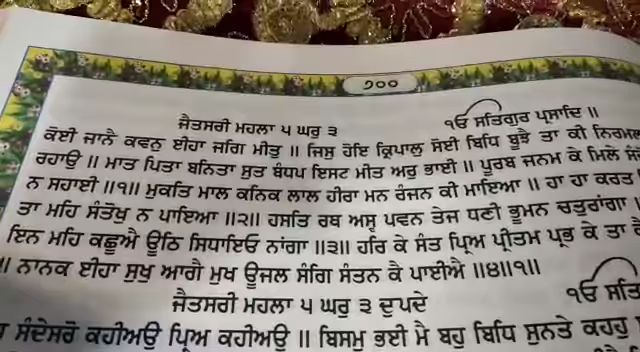 ੭੦੦
ਜੈਤਸਰੀ ਮਹਲਾ ੫ ਘਰੁ ੩ ੴ ਸਤਿਗੁਰ ਪ੍ਰਸਾਦਿ ॥
ਕੋਈ ਜਾਨੈ ਕਵਨੁ ਈਹਾ ਜਗਿ ਮੀਤੁ ॥ ਜਿਸੁ ਹੋਇ ਕ੍ਰਿਪਾਲੁ ਸੋਈ ਬਿਧਿ ਬੂਝੈ ਤਾ ਕੀ ਨਿਰਮਲ
ਰਹਾਉ ॥ ਮਾਤ ਪਿਤਾ ਬਨਿਤਾ ਸੁਤ ਬੰਧਪ ਇਸਟ ਮੀਤ ਅਰੁ ਭਾਈ ॥ ਪੂਰਬ ਜਨਮ ਕੇ ਮਿਲੇ
ਨ ਸਹਾਈ ॥੧॥ ਮੁਕਤਿ ਮਾਲ ਕਨਿਕ ਲਾਲ ਹੀਰਾ ਮਨ ਰੰਜਨ ਕੀ ਮਾਇਆ ॥ ਹਾ ਹਾ ਕਰਤ
ਤਾ ਮਹਿ ਸੰਤੋਖੁ ਨ ਪਾਇਆ ॥੨॥ ਹਸਤਿ ਰਥ ਅਸ੍ਵ ਪਵਨ ਤੇਜ ਧਣੀ ਭੂਮਨ ਚਤੁਰਾਂਗਾ ॥
ਇਨ ਮਹਿ ਕਛੂਐ ਊਠਿ ਸਿਧਾਇਓ ਨਾਂਗਾ ॥੩॥ ਹਰਿ ਕੇ ਸੰਤ ਪ੍ਰਿਅ ਪ੍ਰੀਤਮ ਪ੍ਰਭ ਕੇ ਤਾ ਕੈ
॥ ਨਾਨਕ ਈਹਾ ਸੁਖੁ ਆਗੈ ਮੁਖ ਊਜਲ ਸੰਗਿ ਸੰਤਨ ਕੈ ਪਾਈਐ ॥੪॥੧॥
ਜੈਤਸਰੀ ਮਹਲਾ ੫ ਘਰੁ ੩ ਦੁਪਦੇ ੴ
ਸੰਦੇਸਰੋ ਕਹੀਅਉ ਪ੍ਰਿਅ ਕਹੀਅਉ ॥ ਬਿਸਮੁ ਭਈ ਮੈ ਬਹੁ ਬਿਧਿ ਸੁਨਤੇ ਕਹਹੁ